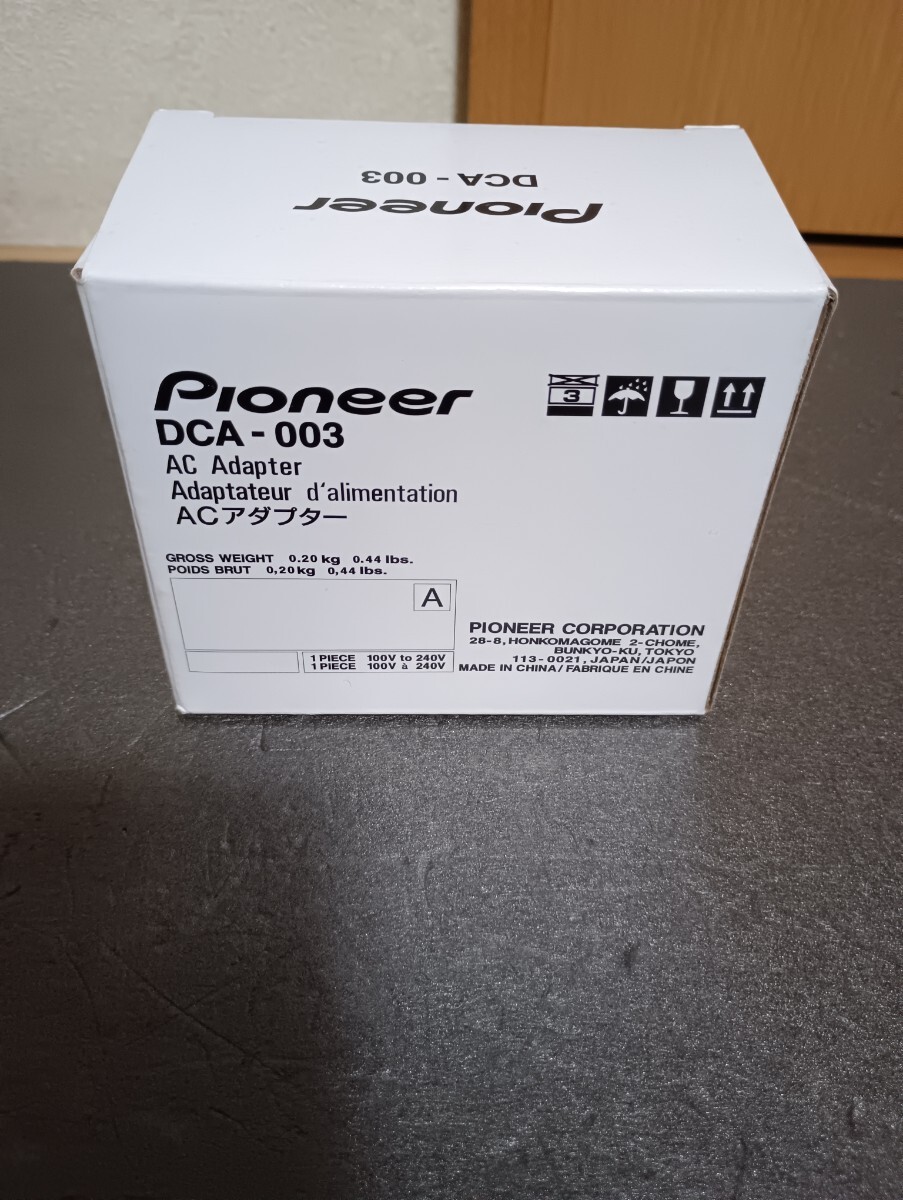 DCA-003
Pioneer
Pioneer
DCA-003
3
AC Adapter
Adaptateur d'alimentation
ACアダプター
GROSS WEIGHT 0.20 kg 0.44 lbs.
POIDS BRUT 0,20 kg 0,44 lbs.
A
1 PIECE 100V to 240V
1 PIECE 100V à 240V
PIONEER CORPORATION
28-8, HONKOMAGOME 2-CHOME,
BUNKYO-KU, TOKYO
113-0021, JAPAN/JAPON
MADE IN CHINA/FABRIQUE EN CHINE